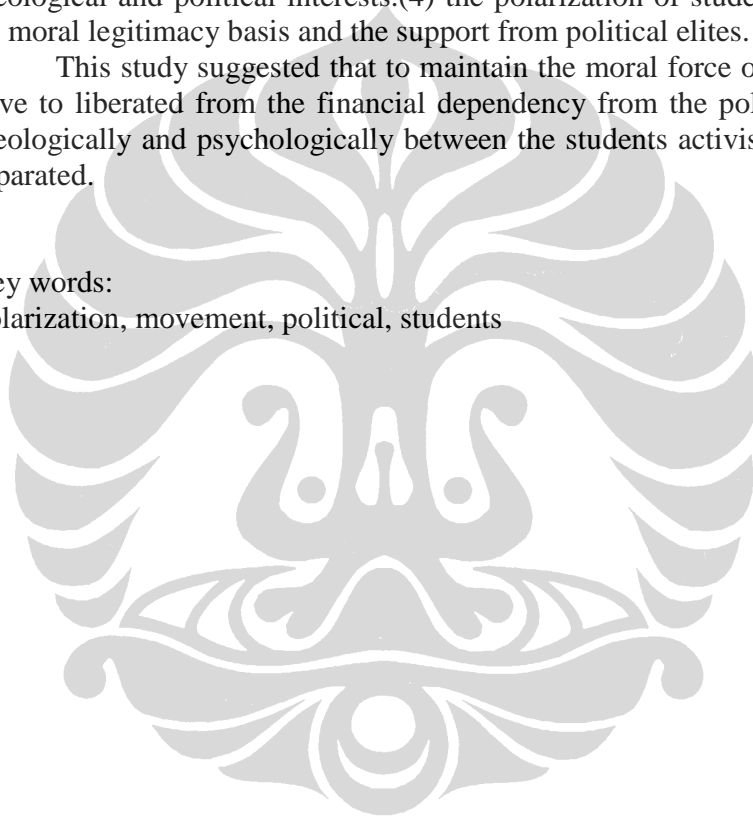 ological and political interests.(4) the polarization of stude
moral legitimacy basis and the support from political elites.
This study suggested that to maintain the moral force o
ve to liberated from the financial dependency from the pol
eologically and psychologically between the students activis
parated.
ey words:
olarization, movement, political, students